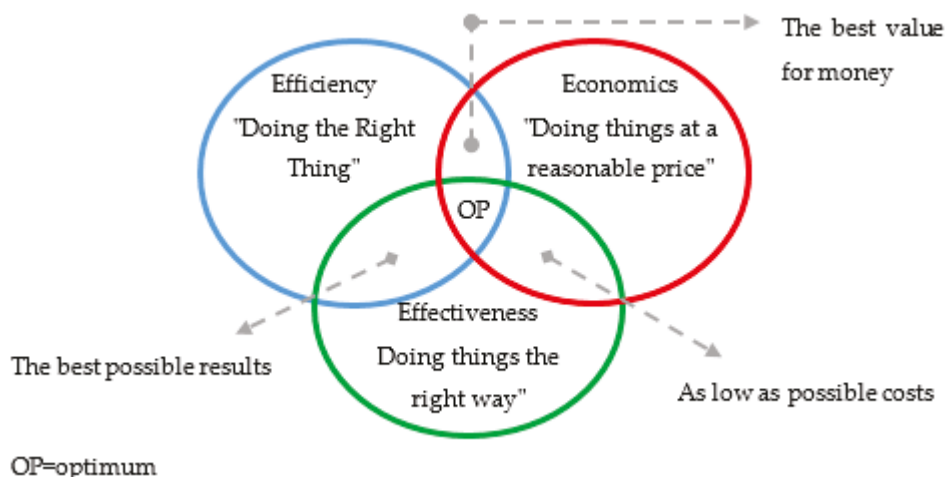 The best value
for money
Efficiency
"Doing the Right
Thing"
Economics
"Doing things at a
reasonable price"
OP
Effectiveness
Doing things the
right way"
The best possible results
As low as possible costs
OP=optimum